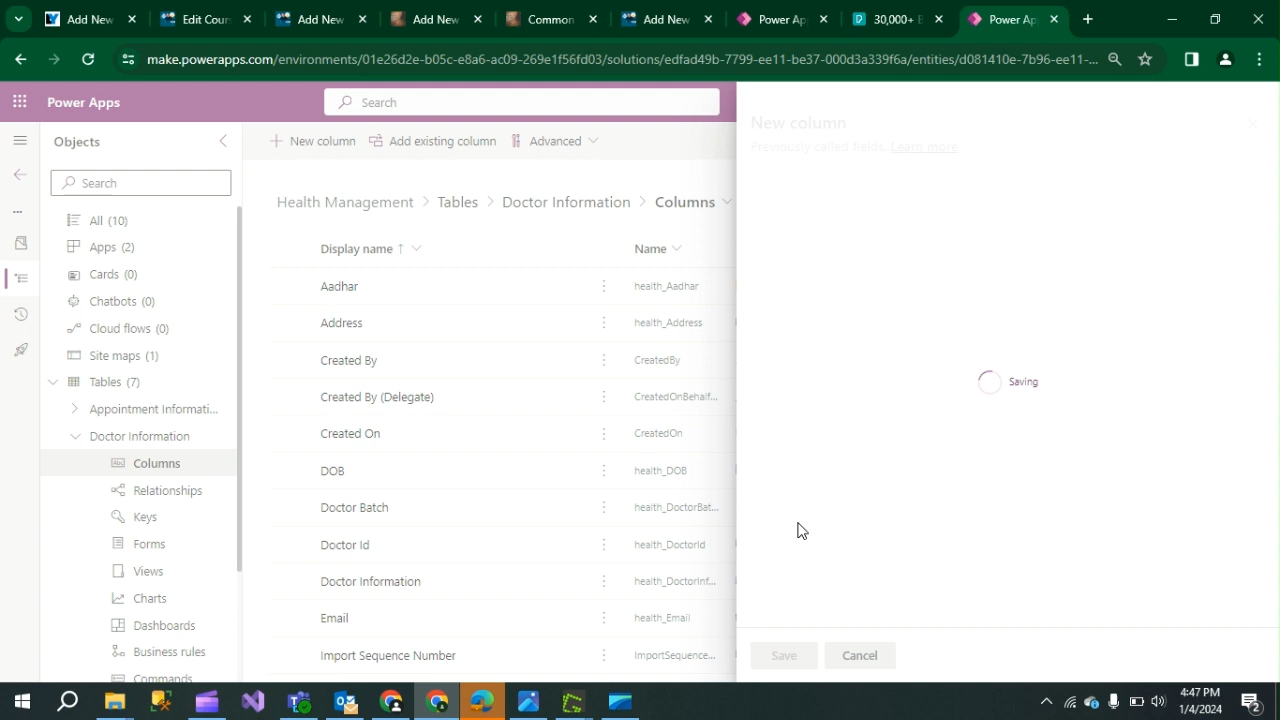 Add New
Edit Cour
Add New
Add New
Common
Add New
Power Ap
30,000+ E
Power Ap
make.powerapps.com/environments/01e26d2e-b05c-e8a6-ac09-269e1f56fd03/solutions/edfad49b-7799-ee11-be37-000d3a339f6a/entities/d081410e-7b96-ee11-...
Power Apps
Search
New column
Previously called fields. Learn more
Objects
New column
Add existing column
Advanced
Search
Health Management > Tables > Doctor Information > Columns
All (10)
Apps (2)
Cards (0)
Chatbots (0)
Cloud flows (0)
Site maps (1)
Tables (7)
Appointment Informati...
Doctor Information
Columns
Relationships
Keys
Forms
Views
Charts
Dashboards
Business rules
Commands
Display name ↑ Name
Aadhar health_Aadhar
Address health_Address
Created By CreatedBy
Created By (Delegate) CreatedOnBehalf...
Created On CreatedOn
DOB health_DOB
Doctor Batch health_DoctorBat...
Doctor Id health_DoctorId
Doctor Information health_DoctorInf...
Email health_Email
Import Sequence Number ImportSequence...
Saving
Save
Cancel
4:47 PM
1/4/2024
2